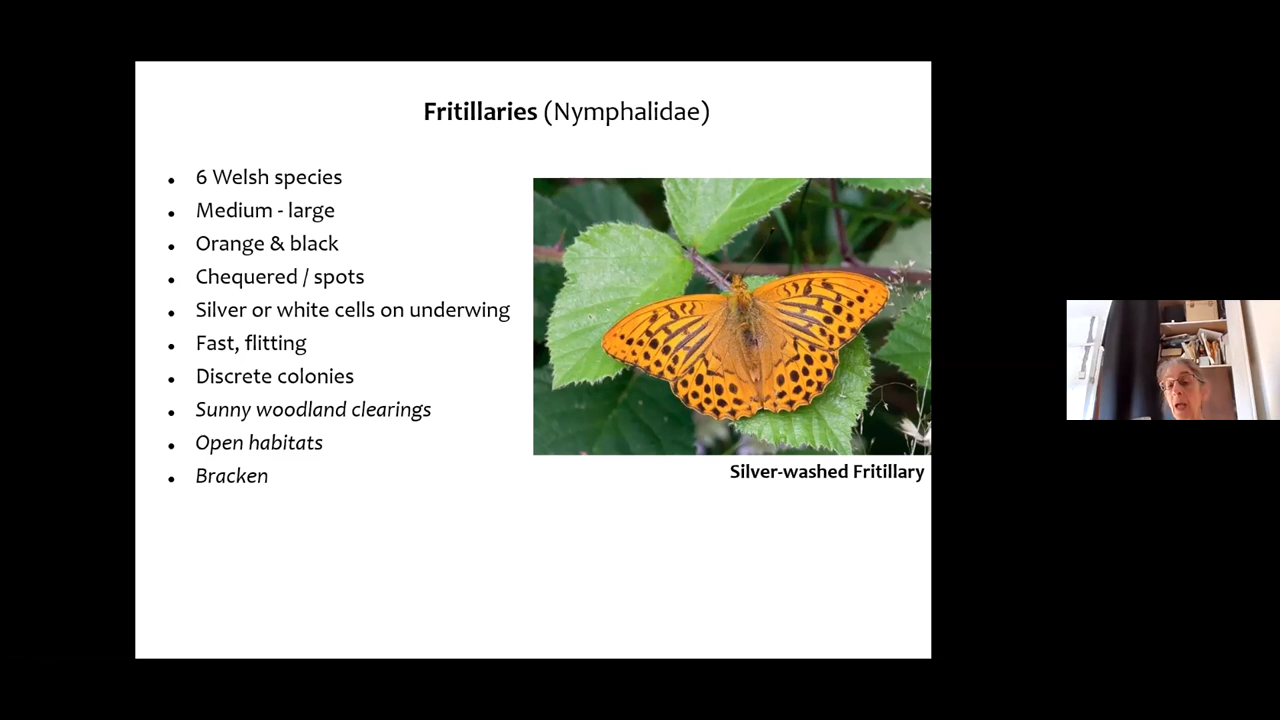 Fritillaries (Nymphalidae)
6 Welsh species
Medium - large
Orange & black
Chequered / spots
Silver or white cells on underwing
Fast, flitting
Discrete colonies
Sunny woodland clearings
Open habitats
Bracken
Silver-washed Fritillary